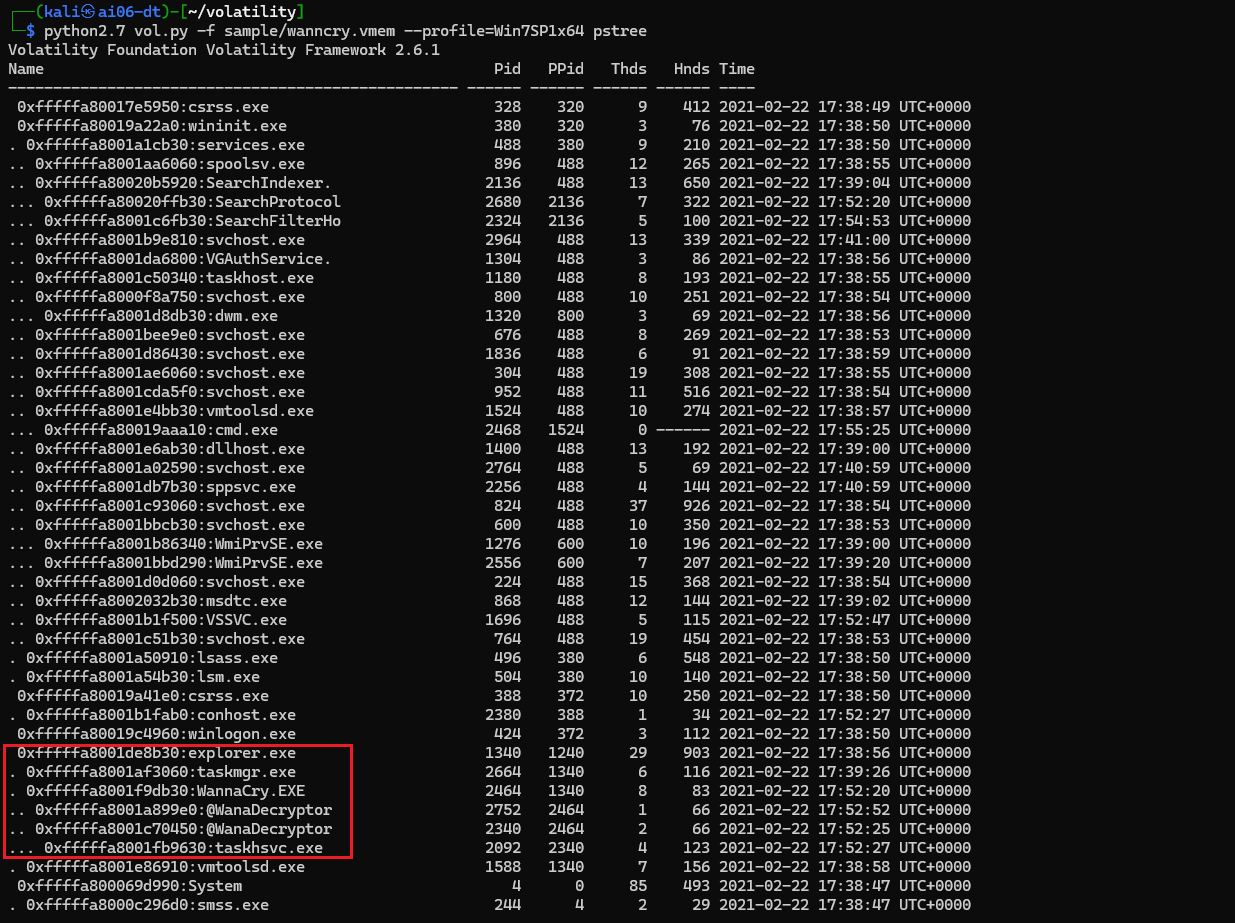 ┌──(kali㉿ai06-dt)-[~/volatility]
└─$ python2.7 vol.py -f sample/wanncry.vmem --profile=Win7SP1x64 pstree
Volatility Foundation Volatility Framework 2.6.1
Name                                                  Pid   PPid   Thds   Hnds Time
-------------------------------------------------- ------ ------ ------ ------ ----
 0xfffffa80017e5950:csrss.exe                         328    320      9    412 2021-02-22 17:38:49 UTC+0000
 0xfffffa80019a22a0:wininit.exe                       380    320      3     76 2021-02-22 17:38:50 UTC+0000
. 0xfffffa8001a1cb30:services.exe                     488    380      9    210 2021-02-22 17:38:50 UTC+0000
.. 0xfffffa8001aa6060:spoolsv.exe                     896    488     12    265 2021-02-22 17:38:55 UTC+0000
.. 0xfffffa80020b5920:SearchIndexer.                 2136    488     13    650 2021-02-22 17:39:04 UTC+0000
... 0xfffffa80020ffb30:SearchProtocol                2680   2136      7    322 2021-02-22 17:52:20 UTC+0000
... 0xfffffa8001c6fb30:SearchFilterHo                2324   2136      5    100 2021-02-22 17:54:53 UTC+0000
.. 0xfffffa8001b9e810:svchost.exe                    2964    488     13    339 2021-02-22 17:41:00 UTC+0000
.. 0xfffffa8001da6800:VGAuthService.                 1304    488      3     86 2021-02-22 17:38:56 UTC+0000
.. 0xfffffa8001c50340:taskhost.exe                   1180    488      8    193 2021-02-22 17:38:55 UTC+0000
.. 0xfffffa8000f8a750:svchost.exe                     800    488     10    251 2021-02-22 17:38:54 UTC+0000
... 0xfffffa8001d8db30:dwm.exe                       1320    800      3     69 2021-02-22 17:38:56 UTC+0000
.. 0xfffffa8001bee9e0:svchost.exe                     676    488      8    269 2021-02-22 17:38:53 UTC+0000
.. 0xfffffa8001d86430:svchost.exe                    1836    488      6     91 2021-02-22 17:38:59 UTC+0000
.. 0xfffffa8001ae6060:svchost.exe                     304    488     19    308 2021-02-22 17:38:55 UTC+0000
.. 0xfffffa8001cda5f0:svchost.exe                     952    488     11    516 2021-02-22 17:38:54 UTC+0000
.. 0xfffffa8001e4bb30:vmtoolsd.exe                   1524    488     10    274 2021-02-22 17:38:57 UTC+0000
... 0xfffffa80019aaa10:cmd.exe                       2468   1524      0 ------ 2021-02-22 17:55:25 UTC+0000
.. 0xfffffa8001e6ab30:dllhost.exe                    1400    488     13    192 2021-02-22 17:39:00 UTC+0000
.. 0xfffffa8001a02590:svchost.exe                    2764    488      5     69 2021-02-22 17:40:59 UTC+0000
.. 0xfffffa8001db7b30:sppsvc.exe                     2256    488      4    144 2021-02-22 17:40:59 UTC+0000
.. 0xfffffa8001c93060:svchost.exe                     824    488     37    926 2021-02-22 17:38:54 UTC+0000
.. 0xfffffa8001bbcb30:svchost.exe                     600    488     10    350 2021-02-22 17:38:53 UTC+0000
... 0xfffffa8001b86340:WmiPrvSE.exe                  1276    600     10    196 2021-02-22 17:39:00 UTC+0000
... 0xfffffa8001bbd290:WmiPrvSE.exe                  2556    600      7    207 2021-02-22 17:39:20 UTC+0000
.. 0xfffffa8001d0d060:svchost.exe                     224    488     15    368 2021-02-22 17:38:54 UTC+0000
.. 0xfffffa8002032b30:msdtc.exe                       868    488     12    144 2021-02-22 17:39:02 UTC+0000
.. 0xfffffa8001b1f500:VSSVC.exe                      1696    488      5    115 2021-02-22 17:52:47 UTC+0000
.. 0xfffffa8001c51b30:svchost.exe                     764    488     19    454 2021-02-22 17:38:53 UTC+0000
. 0xfffffa8001a50910:lsass.exe                        496    380      6    548 2021-02-22 17:38:50 UTC+0000
. 0xfffffa8001a54b30:lsm.exe                          504    380     10    140 2021-02-22 17:38:50 UTC+0000
 0xfffffa80019a41e0:csrss.exe                         388    372     10    250 2021-02-22 17:38:50 UTC+0000
. 0xfffffa8001b1fab0:conhost.exe                     2380    388      1     34 2021-02-22 17:52:27 UTC+0000
 0xfffffa80019c4960:winlogon.exe                      424    372      3    112 2021-02-22 17:38:50 UTC+0000
 0xfffffa8001de8b30:explorer.exe                     1340   1240     29    903 2021-02-22 17:38:56 UTC+0000
. 0xfffffa8001af3060:taskmgr.exe                     2664   1340      6    116 2021-02-22 17:39:26 UTC+0000
. 0xfffffa8001f9db30:WannaCry.EXE                    2464   1340      8     83 2021-02-22 17:52:20 UTC+0000
.. 0xfffffa8001a899e0:@WanaDecryptor                 2752   2464      1     66 2021-02-22 17:52:52 UTC+0000
.. 0xfffffa8001c70450:@WanaDecryptor                 2340   2464      2     66 2021-02-22 17:52:25 UTC+0000
... 0xfffffa8001fb9630:taskhsvc.exe                  2092   2340      4    123 2021-02-22 17:52:27 UTC+0000
. 0xfffffa8001e86910:vmtoolsd.exe                    1588   1340      7    156 2021-02-22 17:38:58 UTC+0000
 0xfffffa800069d990:System                              4      0     85    493 2021-02-22 17:38:47 UTC+0000
. 0xfffffa8000c296d0:smss.exe                         244      4      2     29 2021-02-22 17:38:47 UTC+0000